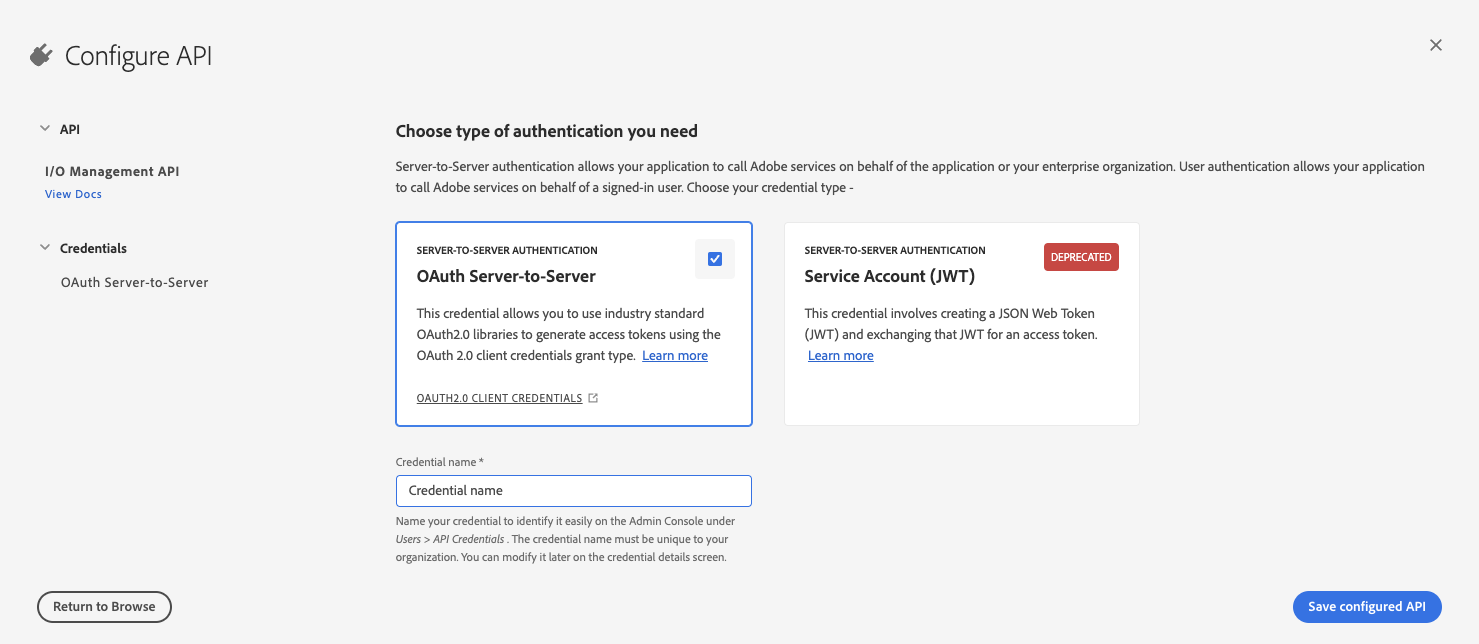 Configure API
API
I/O Management API
View Docs
Credentials
OAuth Server-to-Server
Choose type of authentication you need
Server-to-Server authentication allows your application to call Adobe services on behalf of the application or your enterprise organization. User authentication allows your application
to call Adobe services on behalf of a signed-in user. Choose your credential type -
SERVER-TO-SERVER AUTHENTICATION
OAuth Server-to-Server
This credential allows you to use industry standard
OAuth2.0 libraries to generate access tokens using the
OAuth 2.0 client credentials grant type. Learn more
OAUTH2.0 CLIENT CREDENTIALS
SERVER-TO-SERVER AUTHENTICATION
DEPRECATED
Service Account (JWT)
This credential involves creating a JSON Web Token
(JWT) and exchanging that JWT for an access token.
Learn more
Credential name *
Credential name
Name your credential to identify it easily on the Admin Console under
Users > API Credentials . The credential name must be unique to your
organization. You can modify it later on the credential details screen.
Return to Browse
Save configured API